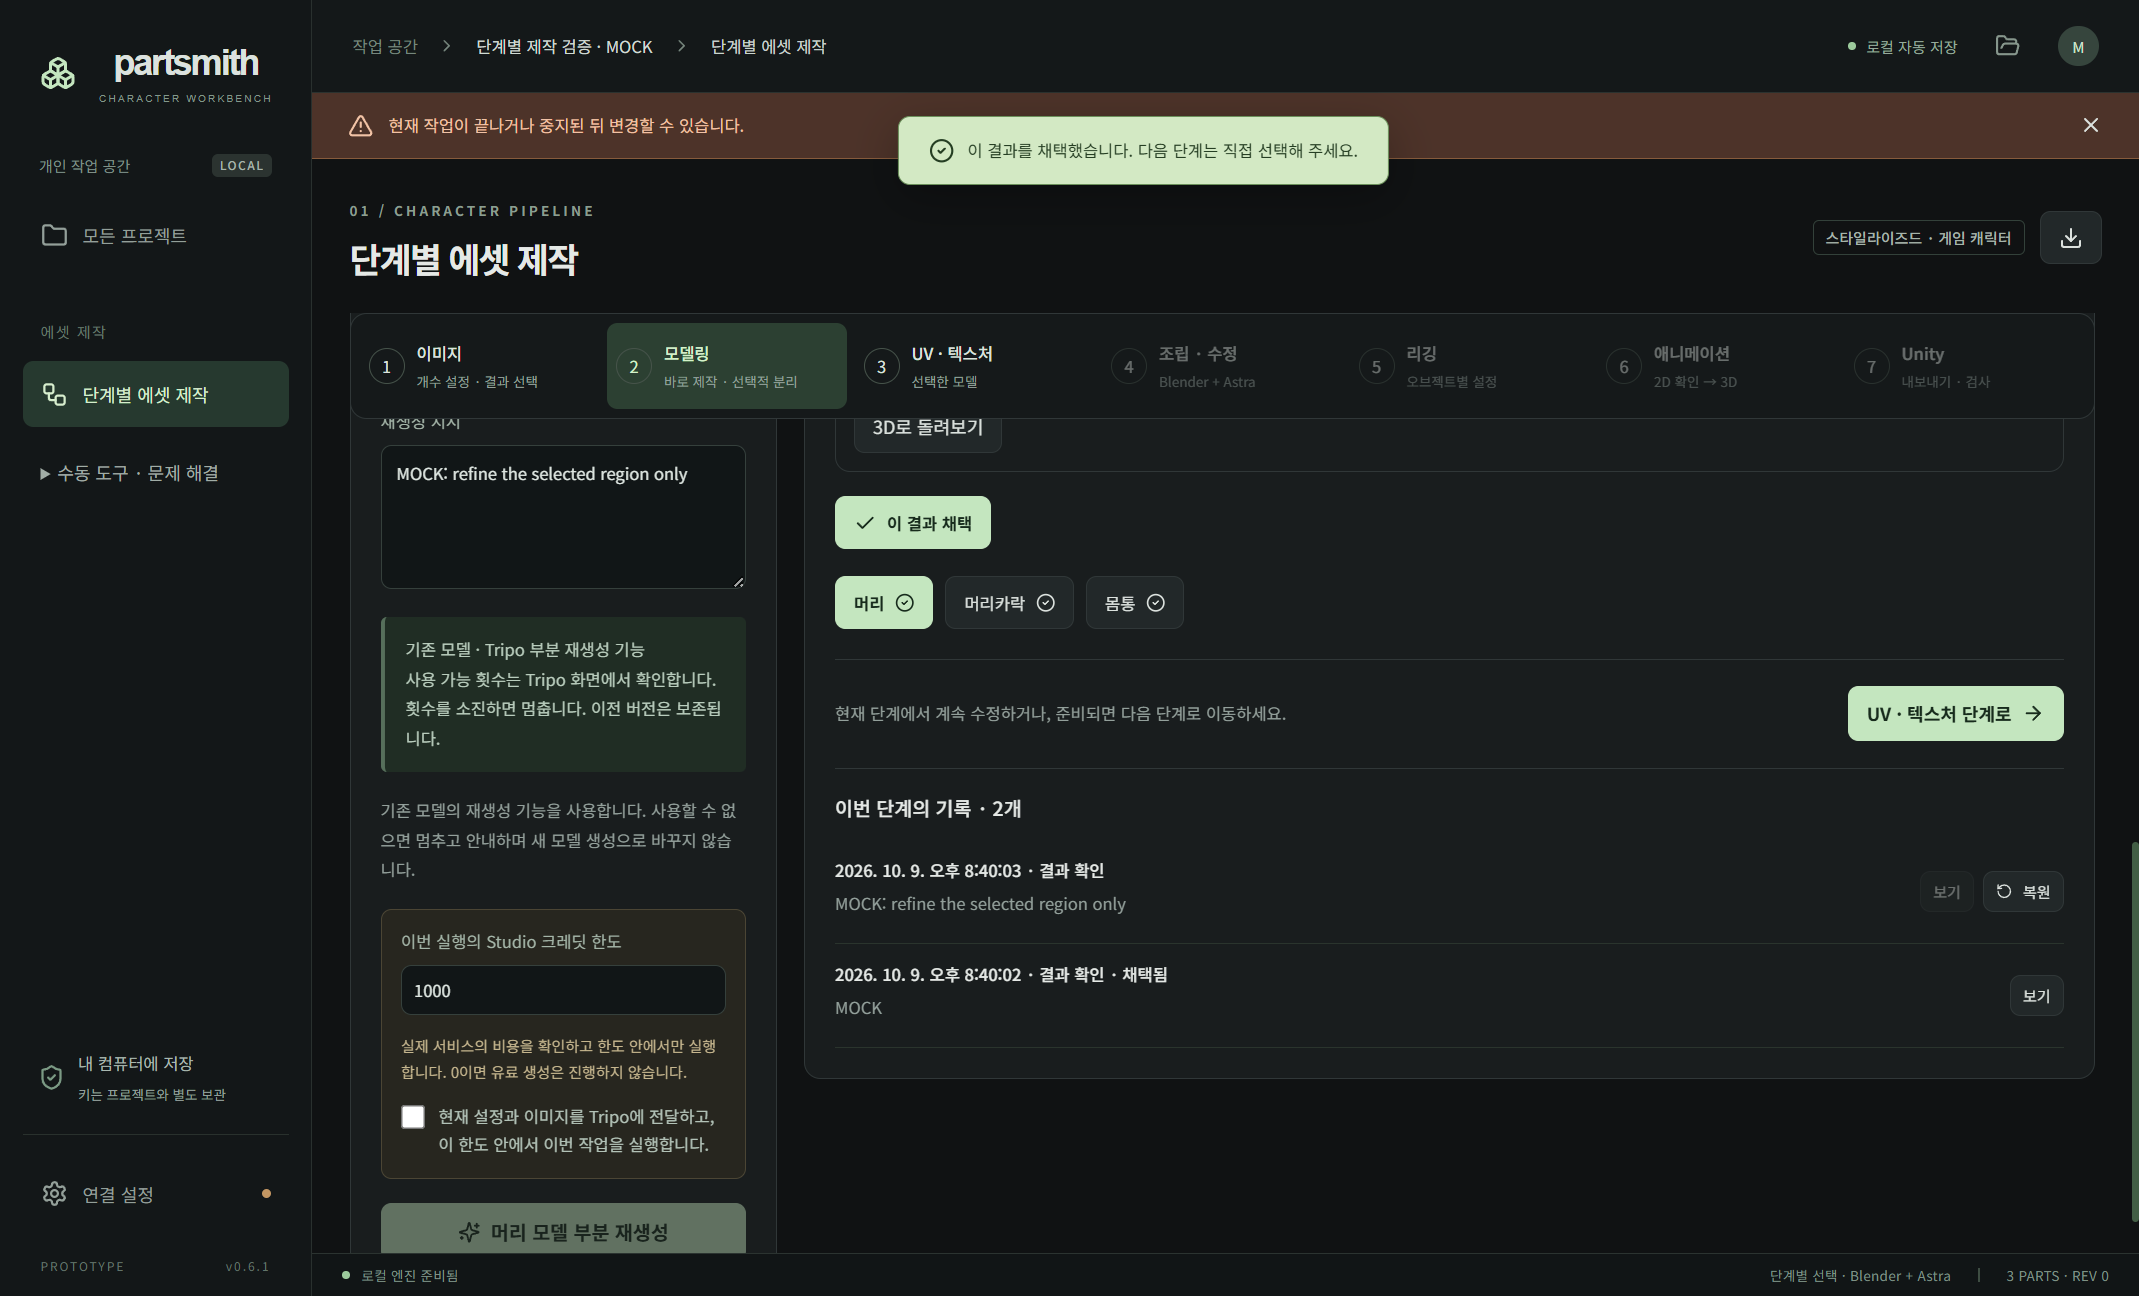 partsmith
CHARACTER WORKBENCH
개인 작업 공간
LOCAL
모든 프로젝트
에셋 제작
단계별 에셋 제작
▶ 수동 도구 · 문제 해결
내 컴퓨터에 저장
키는 프로젝트와 별도 보관
연결 설정
PROTOTYPE
v0.6.1
작업 공간 > 단계별 제작 검증 · MOCK > 단계별 에셋 제작
로컬 자동 저장
M
현재 작업이 끝나거나 중지된 뒤 변경할 수 있습니다.
이 결과를 채택했습니다. 다음 단계는 직접 선택해 주세요.
01 / CHARACTER PIPELINE
단계별 에셋 제작
스타일라이즈드 · 게임 캐릭터
1 이미지
개수 설정 · 결과 선택
2 모델링
바로 제작 · 선택적 분리
3 UV · 텍스처
선택한 모델
4 조립 · 수정
Blender + Astra
5 리깅
오브젝트별 설정
6 애니메이션
2D 확인 → 3D
7 Unity
내보내기 · 검사
재생성 지시
MOCK: refine the selected region only
기존 모델 · Tripo 부분 재생성 기능
사용 가능 횟수는 Tripo 화면에서 확인합니다.
횟수를 소진하면 멈춥니다. 이전 버전은 보존됩
니다.
기존 모델의 재생성 기능을 사용합니다. 사용할 수 없
으면 멈추고 안내하며 새 모델 생성으로 바꾸지 않습
니다.
이번 실행의 Studio 크레딧 한도
1000
실제 서비스의 비용을 확인하고 한도 안에서만 실행
합니다. 0이면 유료 생성은 진행하지 않습니다.
현재 설정과 이미지를 Tripo에 전달하고,
이 한도 안에서 이번 작업을 실행합니다.
머리 모델 부분 재생성
3D로 돌려보기
이 결과 채택
머리
머리카락
몸통
현재 단계에서 계속 수정하거나, 준비되면 다음 단계로 이동하세요.
UV · 텍스처 단계로 →
이번 단계의 기록 · 2개
2026. 10. 9. 오후 8:40:03 · 결과 확인
MOCK: refine the selected region only
보기
복원
2026. 10. 9. 오후 8:40:02 · 결과 확인 · 채택됨
MOCK
보기
로컬 엔진 준비됨
단계별 선택 · Blender + Astra | 3 PARTS · REV 0